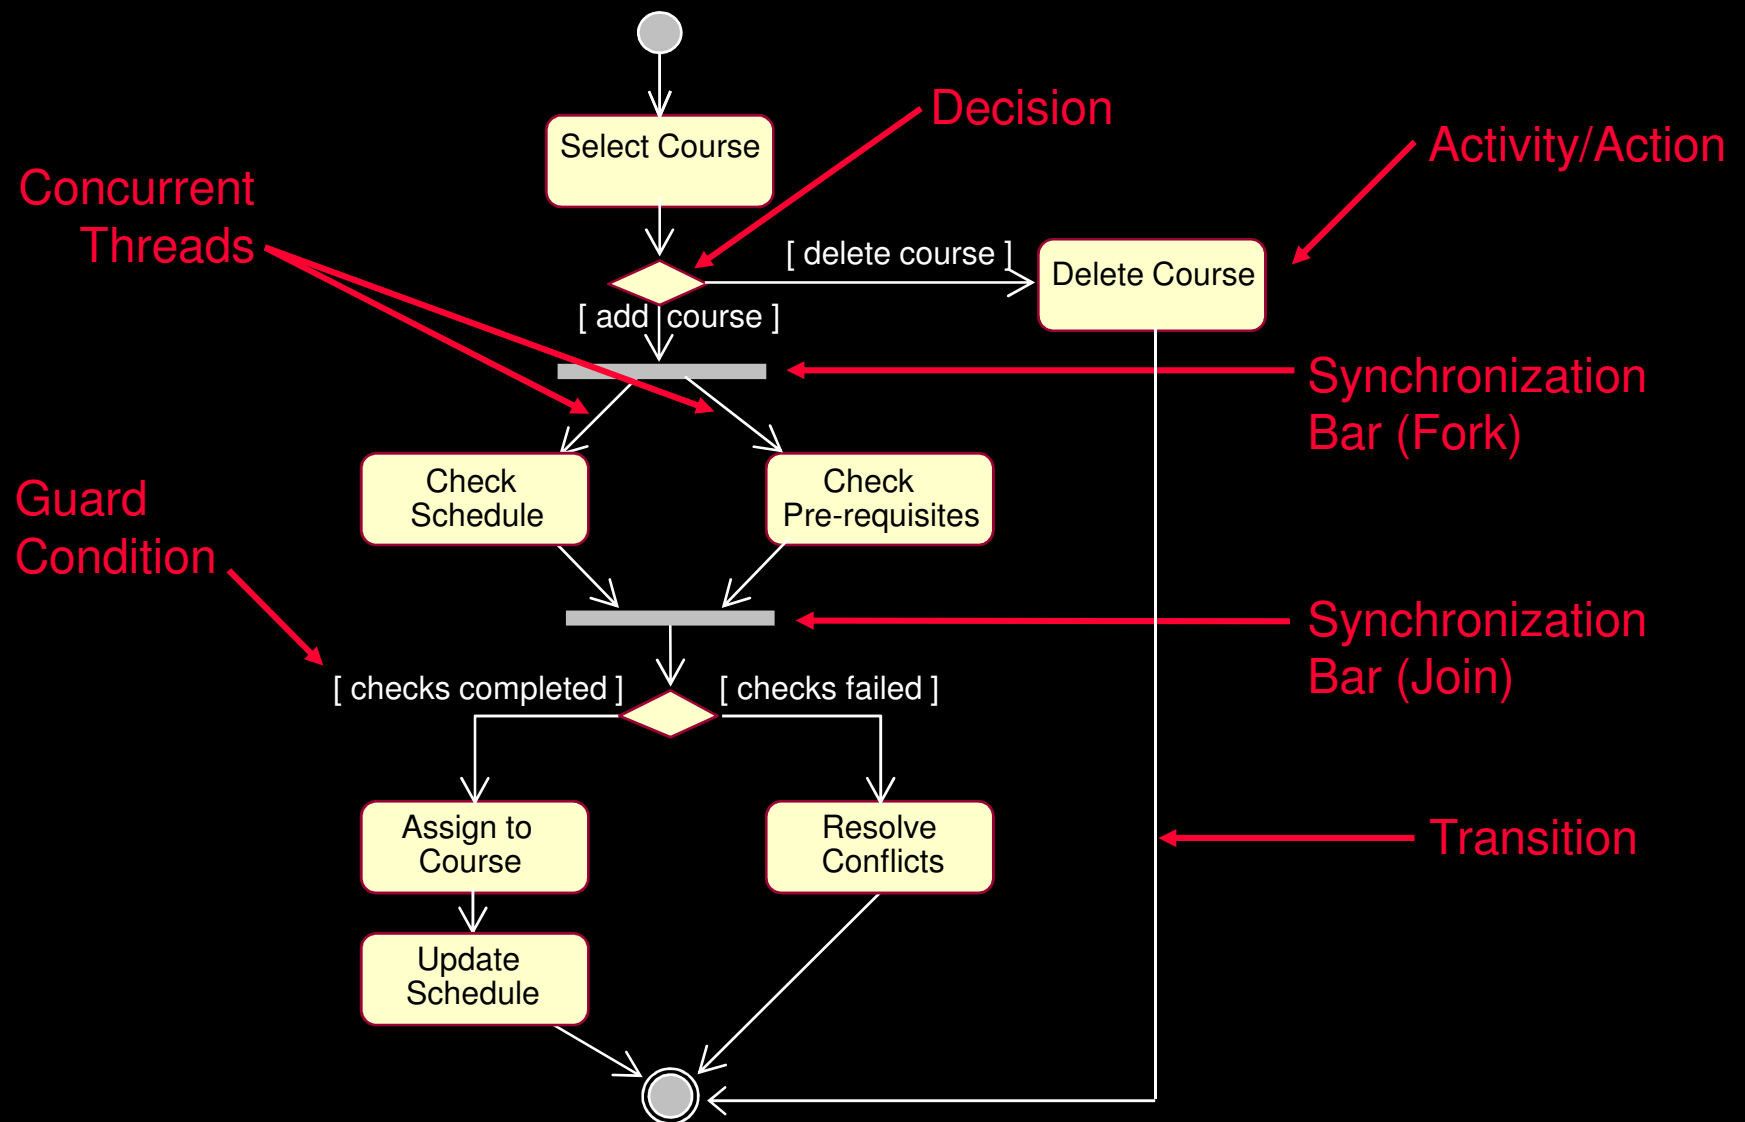 Decision
Select Course
Activity/Action
Concurrent
Threads
[ delete course ]
Delete Course
[ add course ]
Synchronization
Bar (Fork)
Check
Schedule
Check
Pre-requisites
Guard
Condition
Synchronization
Bar (Join)
[ checks completed ]
[ checks failed ]
Assign to
Course
Resolve
Conflicts
Transition
Update
Schedule